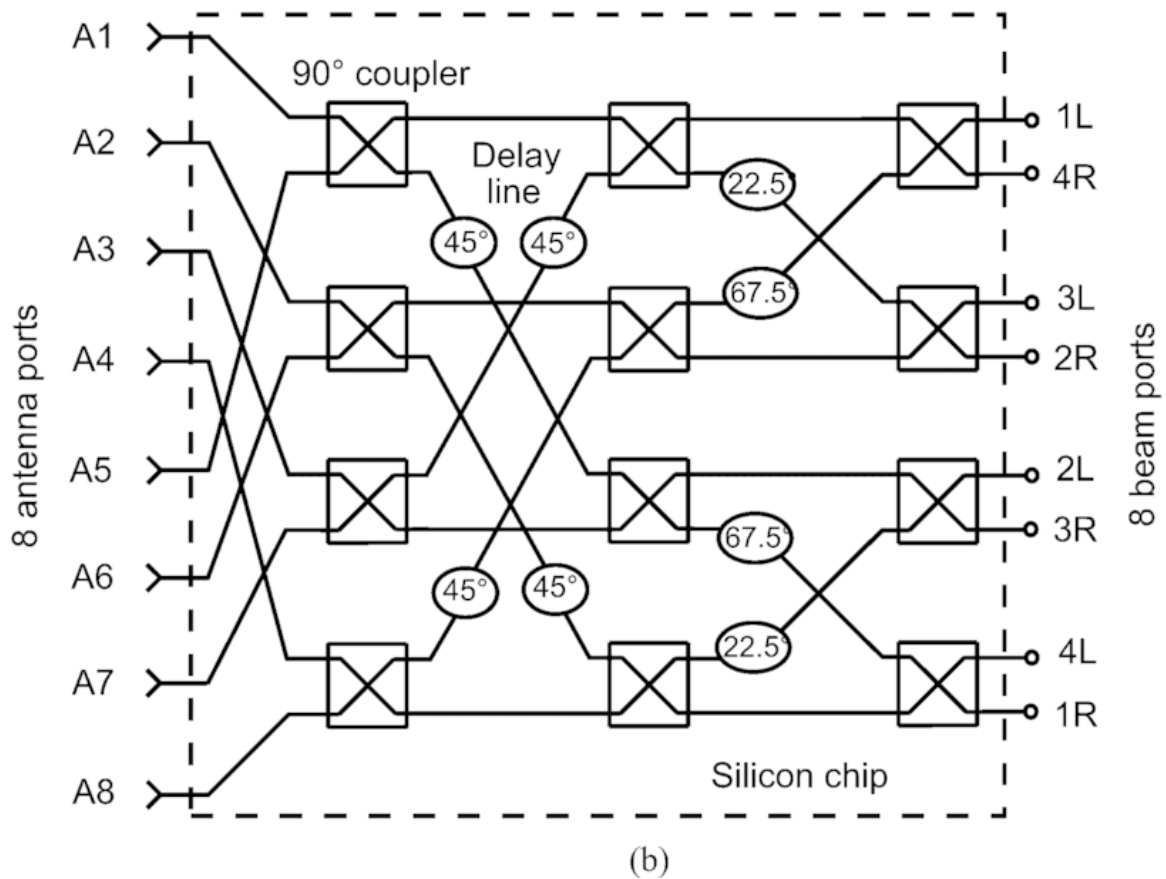 A1
A2
A3
A4
A5
A6
A7
A8
8 antenna ports
90° coupler
Delay
line
45°
45°
45°
45°
22.5°
67.5°
67.5°
22.5°
1L
4R
3L
2R
2L
3R
4L
1R
8 beam ports
Silicon chip
(b)